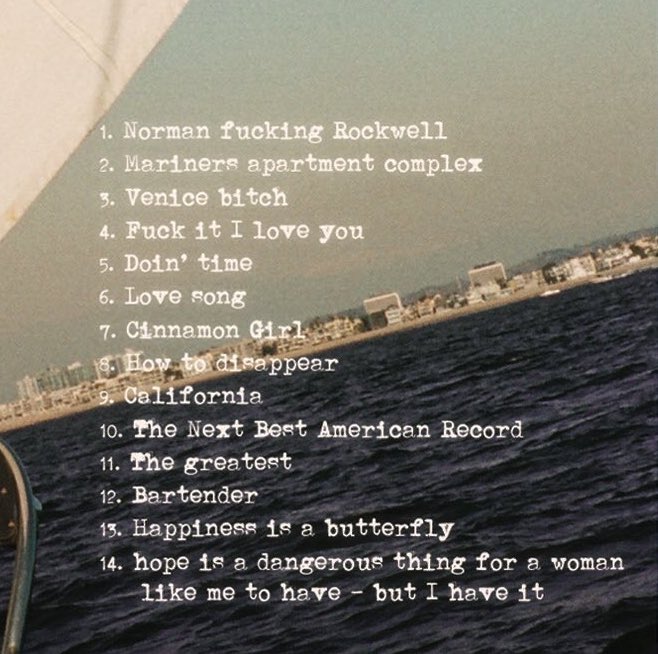 1. Norman fucking Rockwell
2. Mariners apartment complex
3. Venice bitch
4. Fuck it I love you
5. Doin' time
6. Love song
7. Cinnamon Girl
8. How to disappear
9. California
10. The Next Best American Record
11. The greatest
12. Bartender
13. Happiness is a butterfly
14. hope is a dangerous thing for a woman
like me to have - but I have it